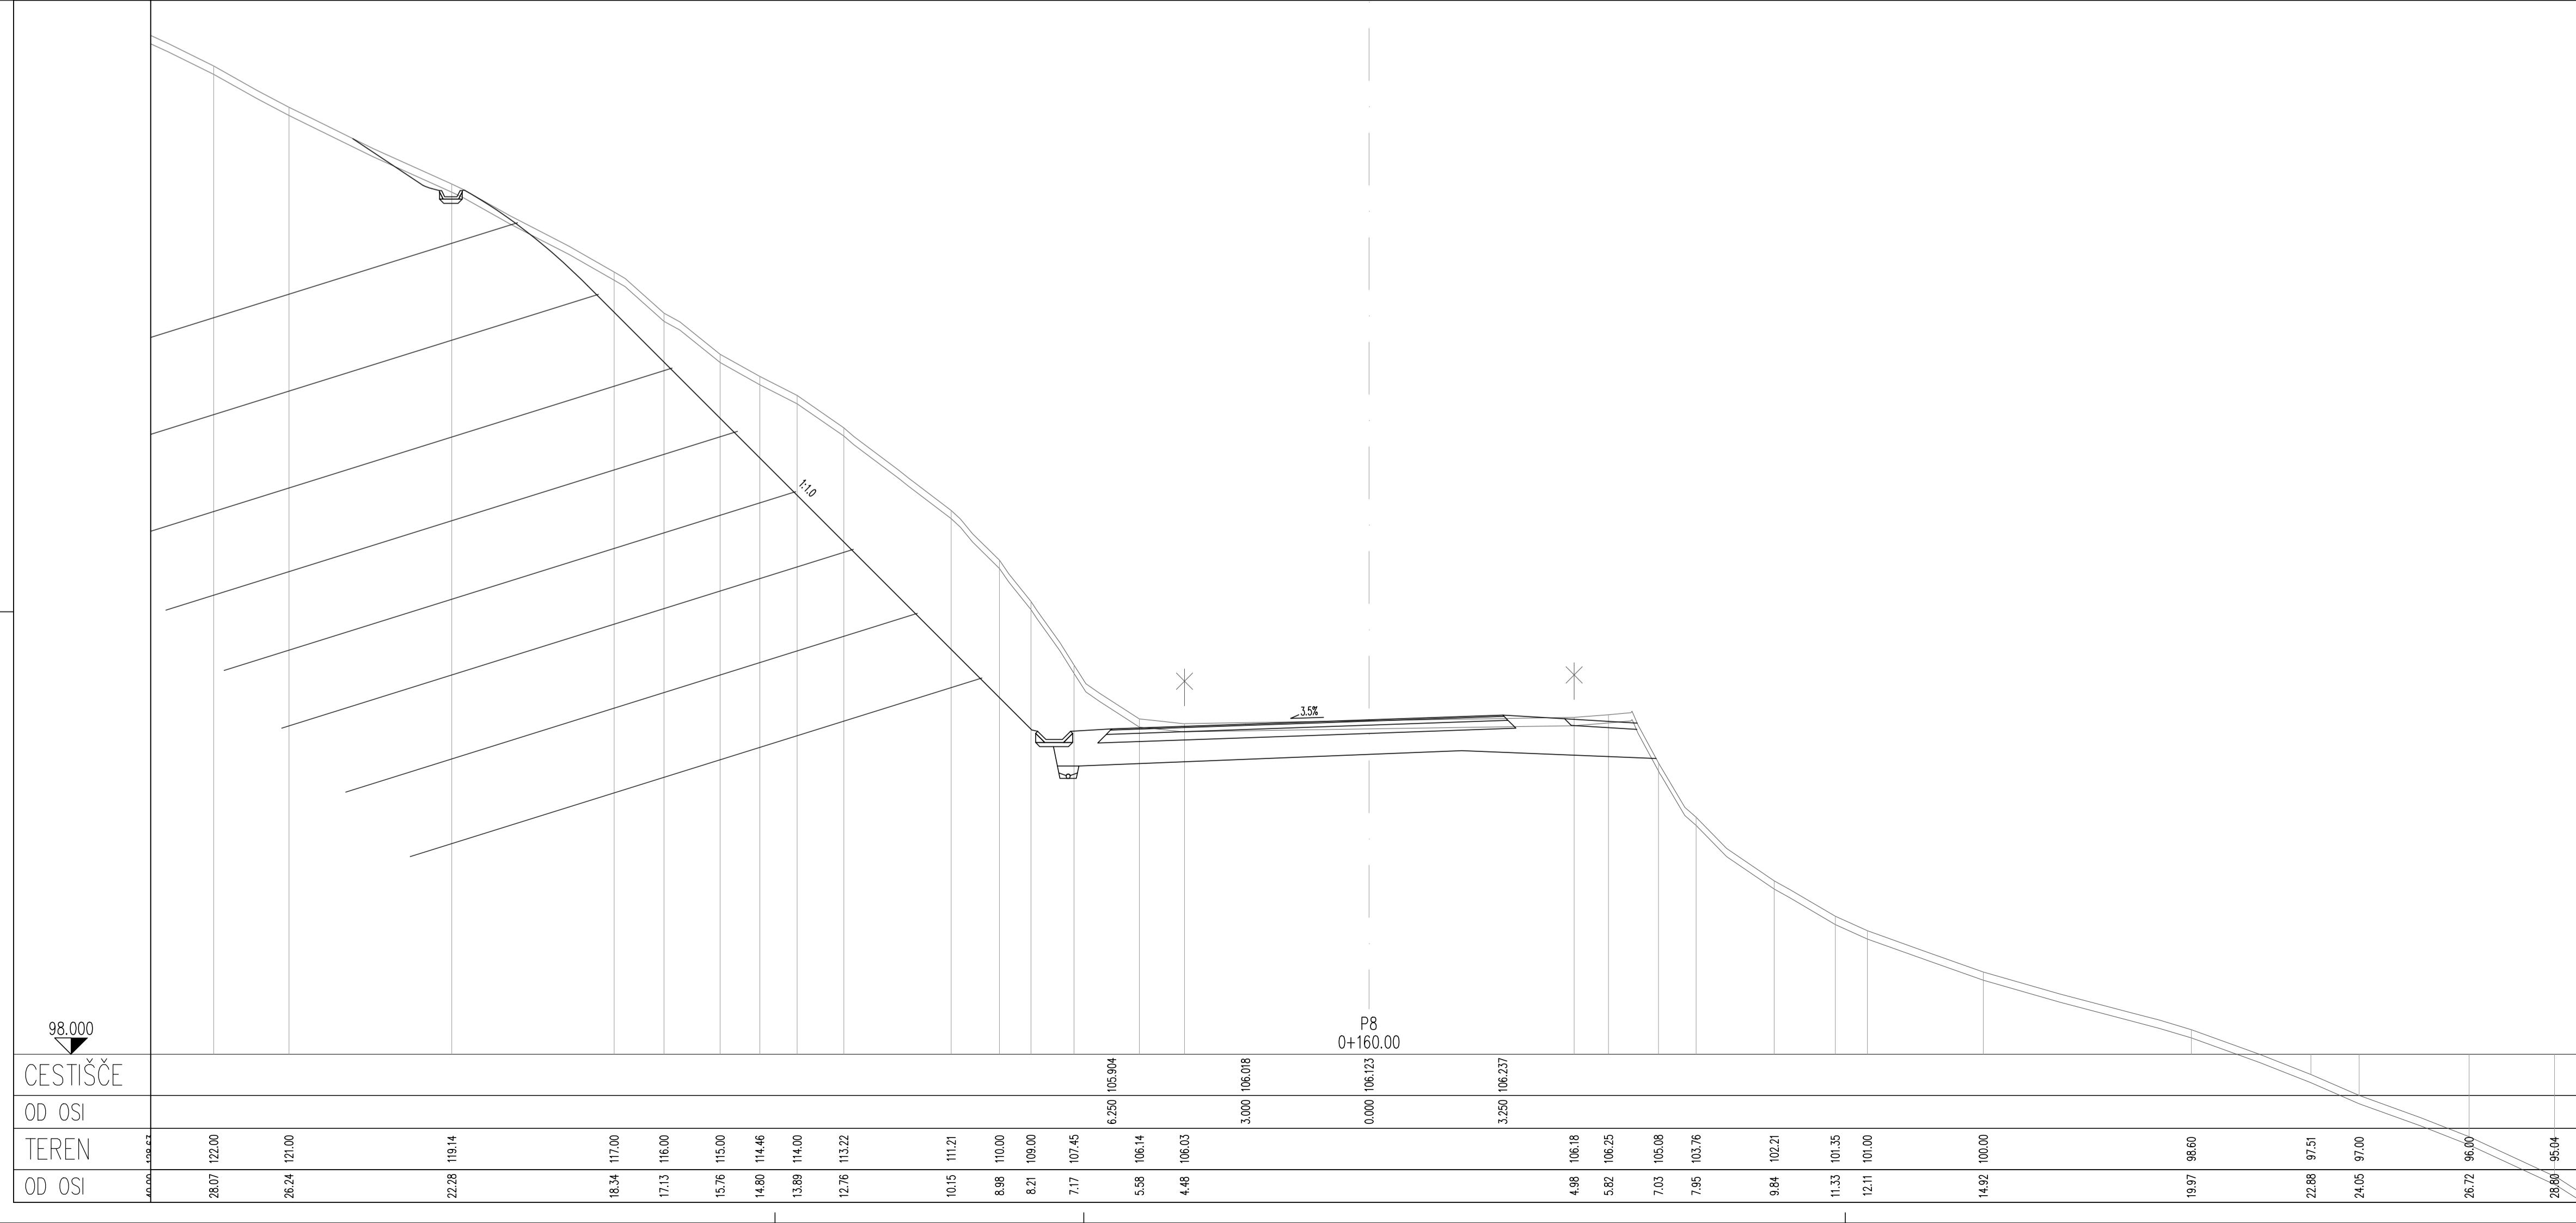 1:1.0
3.5%
98.000
P8
0+160.00
CESTIŠČE 105.904 106.018 106.123 106.237
OD OSI 6.250 3.000 0.000 3.250
TEREN 122.00 121.00 119.14 117.00 116.00 115.00 114.46 114.00 113.22 111.21 110.00 109.00 107.45 106.14 106.03 106.18 106.25 105.08 103.76 102.21 101.35 101.00 100.00 98.60 97.51 97.00 96.00 95.04
OD OSI 28.07 26.24 22.28 18.34 17.13 15.76 14.80 13.89 12.76 10.15 8.98 8.21 7.17 5.58 4.48 4.98 5.82 7.03 7.95 9.84 11.33 12.11 14.92 19.97 22.88 24.05 26.72 28.80